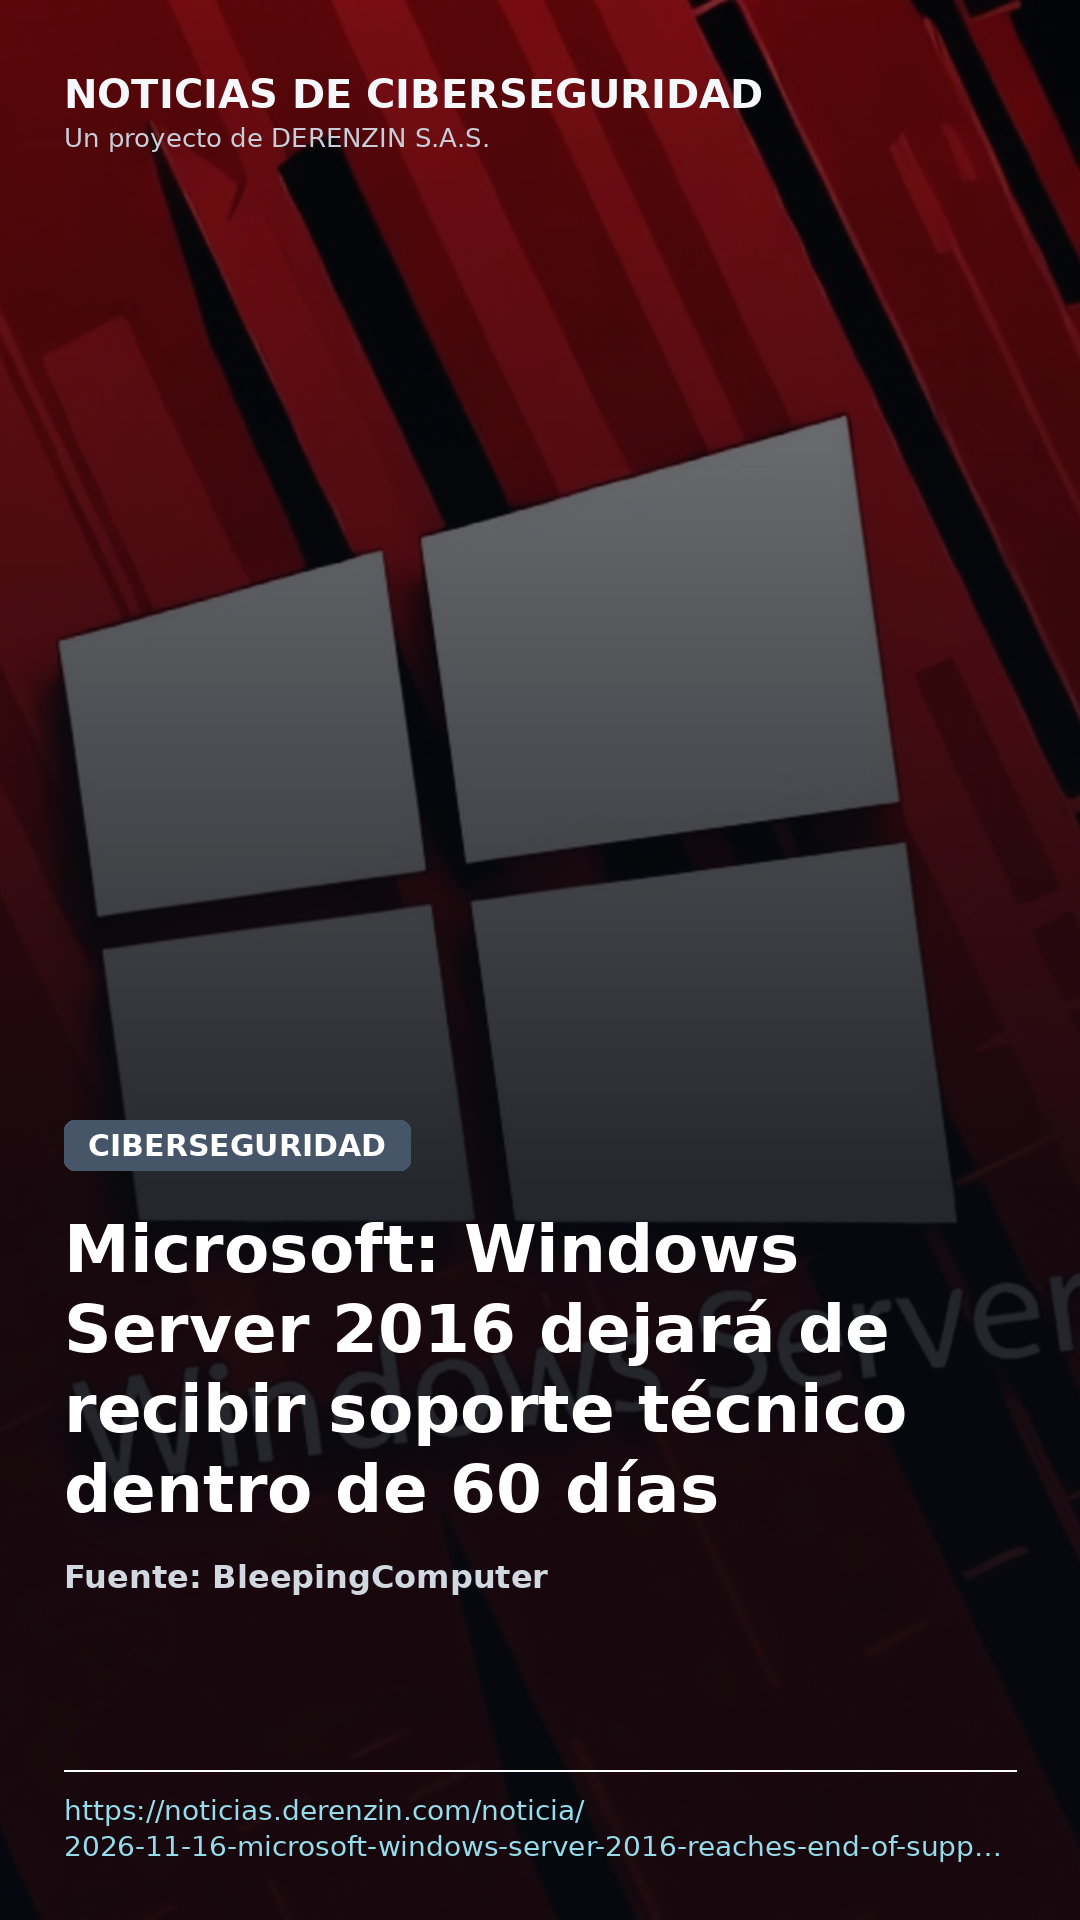 NOTICIAS DE CIBERSEGURIDAD
Un proyecto de DERENZIN S.A.S.
CIBERSEGURIDAD
Microsoft: Windows
Server 2016 dejará de
recibir soporte técnico
dentro de 60 días
Windows Server
Fuente: BleepingComputer
https://noticias.derenzin.com/noticia/
2026-11-16-microsoft-windows-server-2016-reaches-end-of-supp…